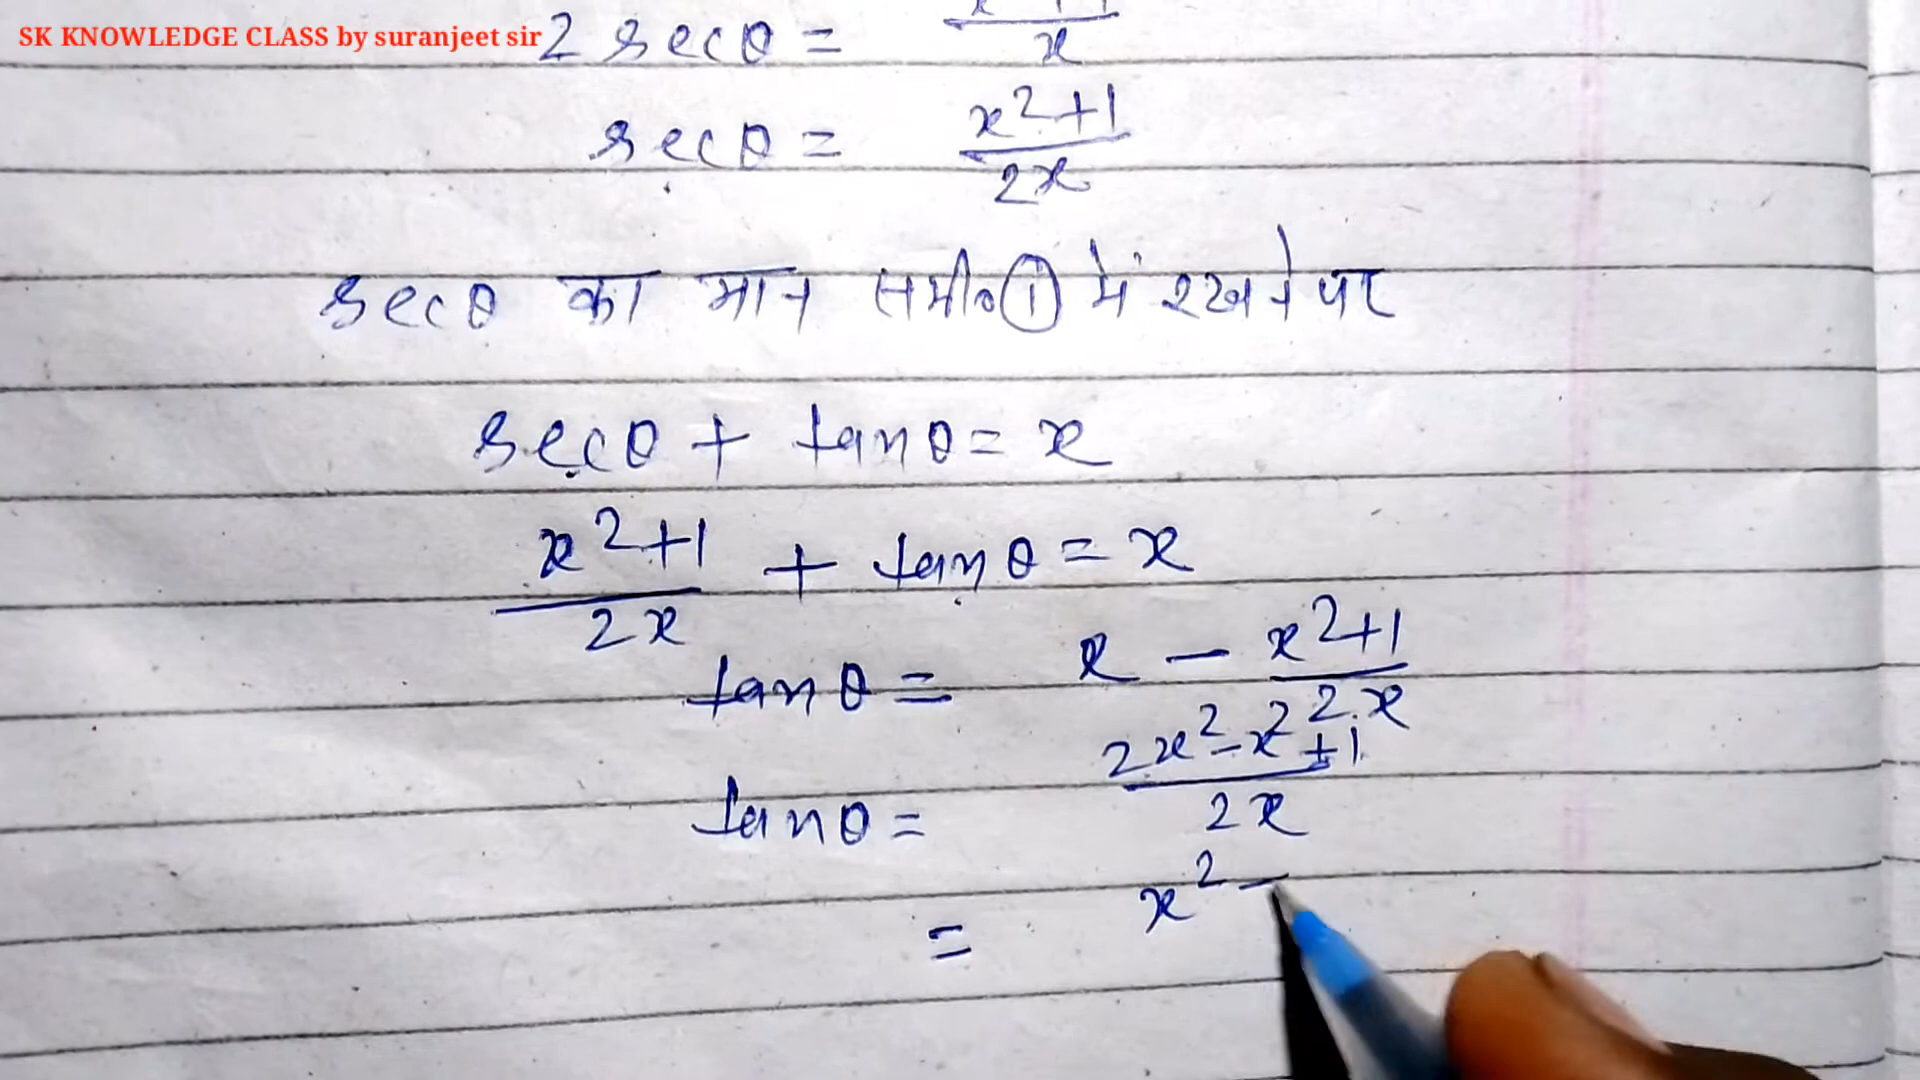 SK KNOWLEDGE CLASS by suranjeet sir
2 secθ = /x
secθ = x²+1/2x
secθ का मान समी० ① में रखने पर
secθ + tanθ = x
x²+1/2x + tanθ = x
tanθ = x - x²+1/2x
tanθ = 2x²-x²+1/2x
= x² -